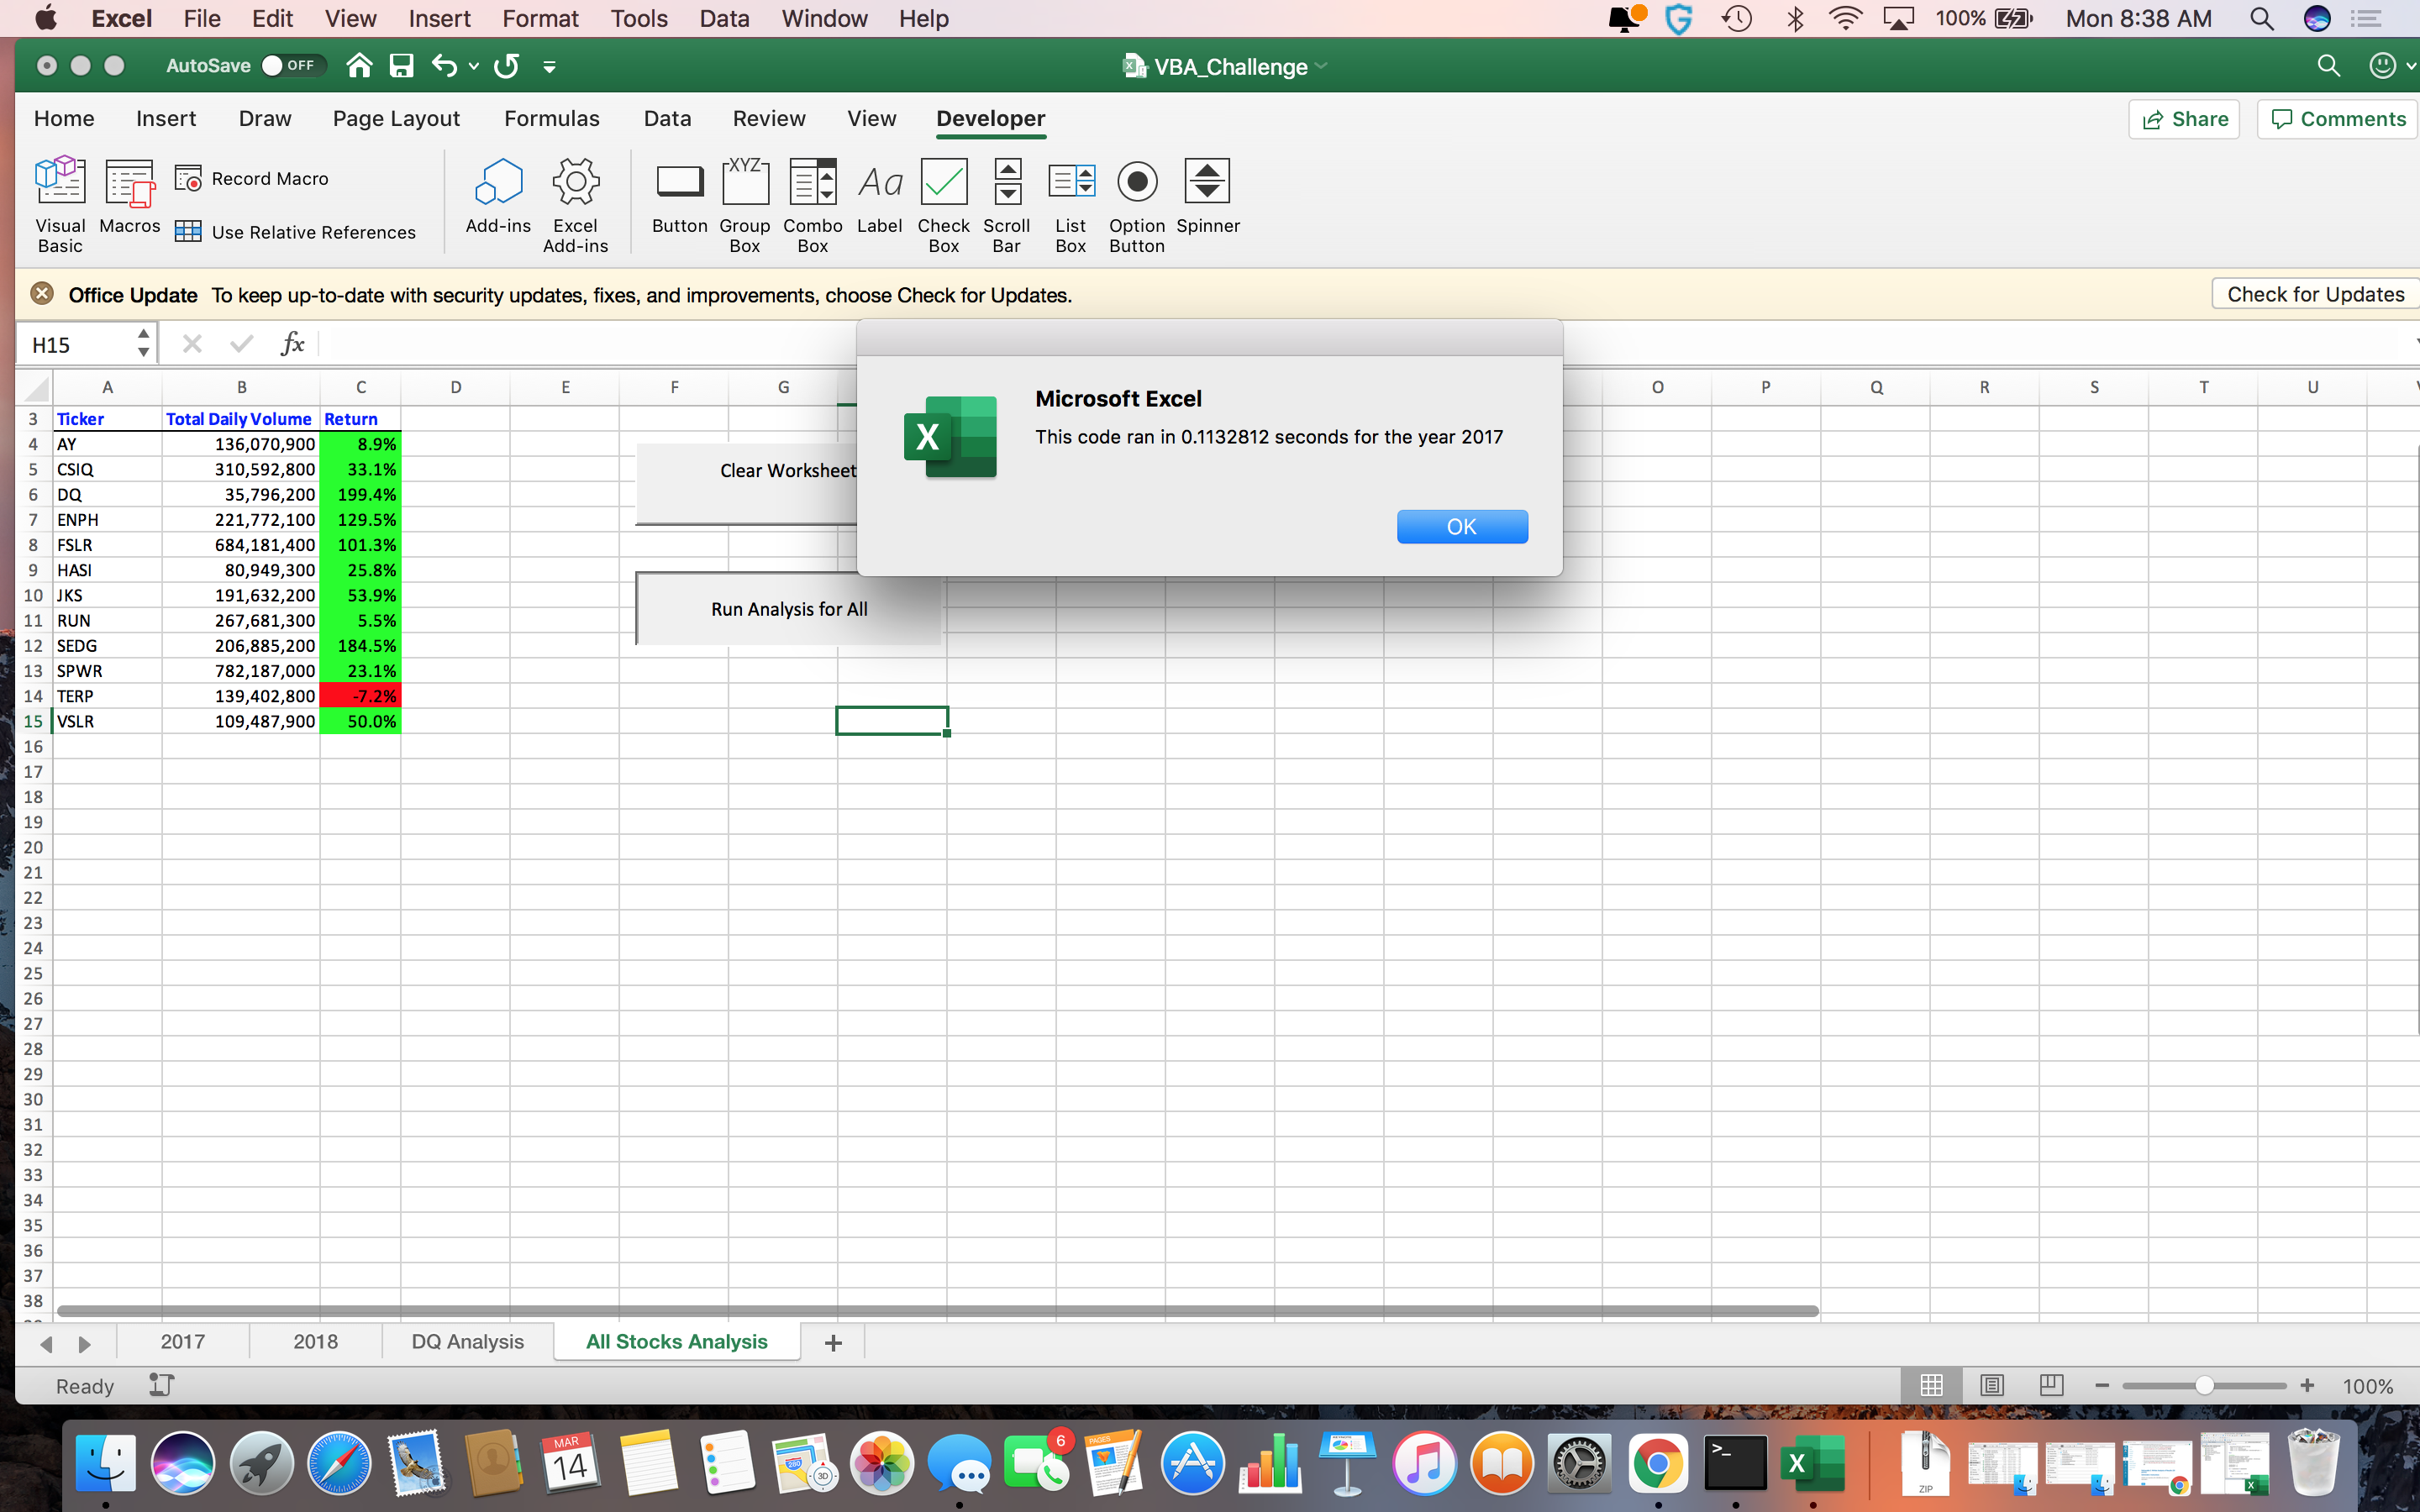 Excel File Edit View Insert Format Tools Data Window Help 100% Mon 8:38 AM
AutoSave OFF VBA_Challenge
Home Insert Draw Page Layout Formulas Data Review View Developer Share Comments
Visual Basic Macros Record Macro Use Relative References Add-ins Excel Add-ins Button XYZ Group Box Combo Box Aa Label Check Box Scroll Bar List Box Option Button Spinner
Office Update To keep up-to-date with security updates, fixes, and improvements, choose Check for Updates. Check for Updates
H15 fx
A B C D E F G O P Q R S T U
3 Ticker Total Daily Volume Return
4 AY 136,070,900 8.9%
5 CSIQ 310,592,800 33.1%
6 DQ 35,796,200 199.4%
7 ENPH 221,772,100 129.5%
8 FSLR 684,181,400 101.3%
9 HASI 80,949,300 25.8%
10 JKS 191,632,200 53.9%
11 RUN 267,681,300 5.5%
12 SEDG 206,885,200 184.5%
13 SPWR 782,187,000 23.1%
14 TERP 139,402,800 -7.2%
15 VSLR 109,487,900 50.0%
16
17
18
19
20
21
22
23
24
25
26
27
28
29
30
31
32
33
34
35
36
37
38
Clear Worksheet
Run Analysis for All
Microsoft Excel
This code ran in 0.1132812 seconds for the year 2017
OK
2017 2018 DQ Analysis All Stocks Analysis +
Ready 100%
MAR 14 280 3D 6 PAGES >_ X ZIP